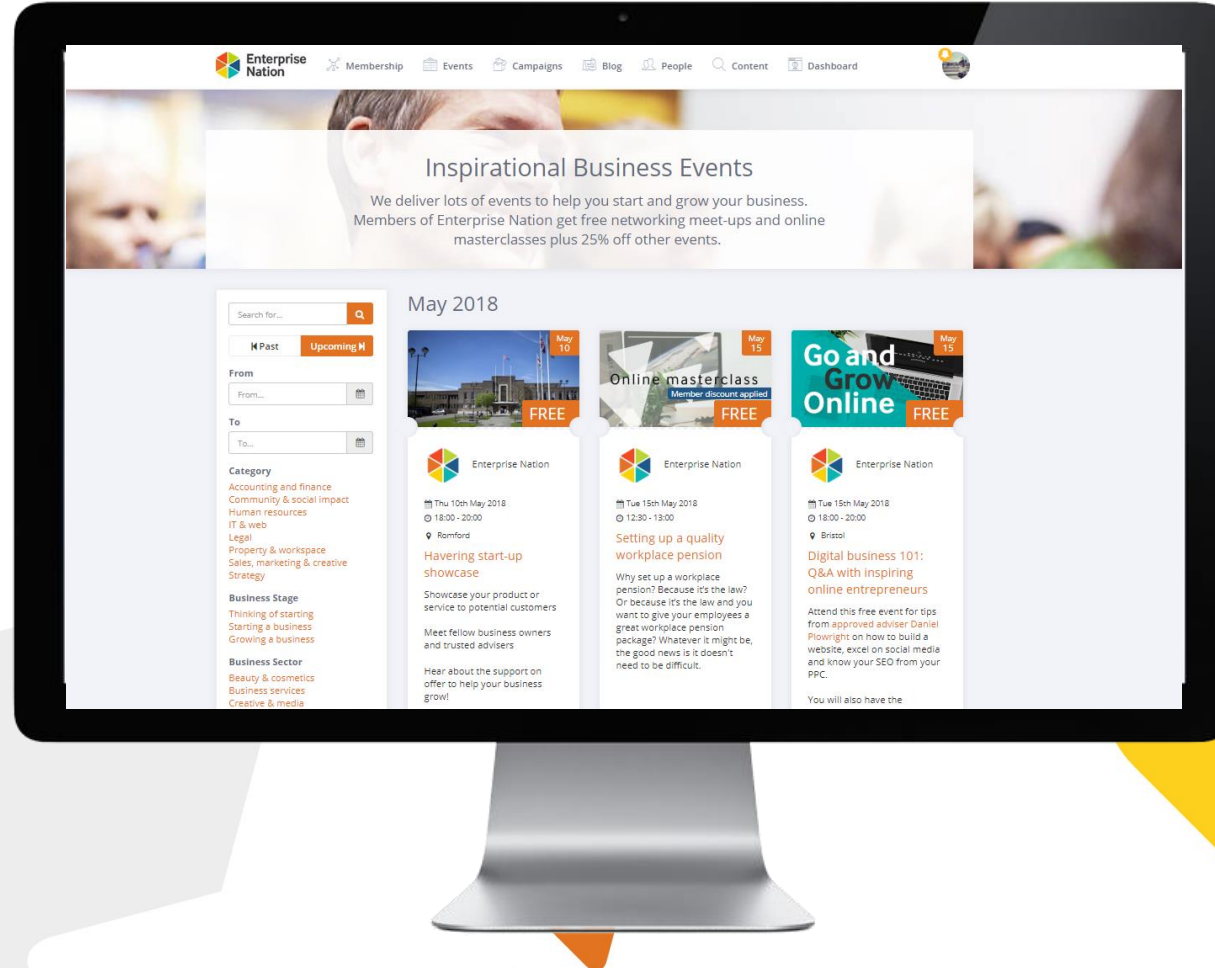 Enterprise
Nation
Membership
Events
Campaigns
Blog
People
Content
Dashboard
Inspirational Business Events
We deliver lots of events to help you start and grow your business.
Members of Enterprise Nation get free networking meet-ups and online
masterclasses plus 25% off other events.
Search for...
Past
Upcoming
From
From...
To
To...
Category
Accounting and finance
Community & social impact
Human resources
IT & web
Legal
Property & workspace
Sales, marketing & creative
Strategy
Business Stage
Thinking of starting
Starting a business
Growing a business
Business Sector
Beauty & cosmetics
Business services
Creative & media
May 2018
May
10
FREE
Enterprise Nation
Thu 10th May 2018
18:00 - 20:00
Romford
Havering start-up
showcase
Showcase your product or
service to potential customers
Meet fellow business owners
and trusted advisers
Hear about the support on
offer to help your business
grow!
May
15
Online masterclass
Member discount applied
FREE
Enterprise Nation
Tue 15th May 2018
12:30 - 13:00
Setting up a quality
workplace pension
Why set up a workplace
pension? Because it's the law?
Or because it's the law and you
want to give your employees a
great workplace pension
package? Whatever it might be,
the good news is it doesn't
need to be difficult.
May
15
Go and
Grow
Online
FREE
Enterprise Nation
Tue 15th May 2018
18:00 - 20:00
Bristol
Digital business 101:
Q&A with inspiring
online entrepreneurs
Attend this free event for tips
from approved adviser Daniel
Plowright on how to build a
website, excel on social media
and know your SEO from your
PPC.
You will also have the